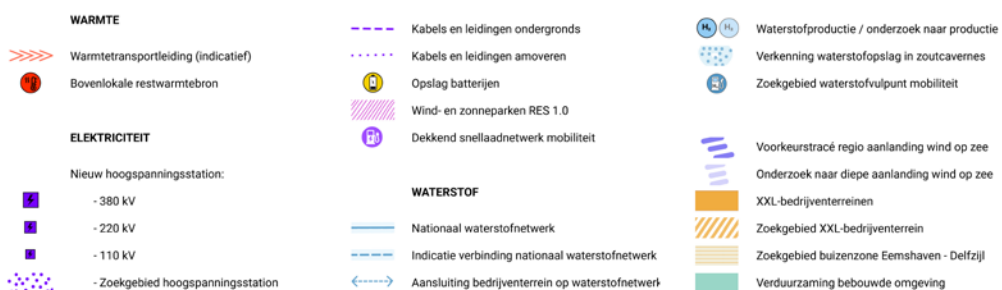 WARMTE
Warmtetransportleiding (indicatief)
Bovenlokale restwarmtebron
ELEKTRICITEIT
Nieuw hoogspanningsstation:
- 380 kV
- 220 kV
- 110 kV
- Zoekgebied hoogspanningsstation
Kabels en leidingen ondergronds
Kabels en leidingen amoveren
Opslag batterijen
Wind- en zonneparken RES 1.0
Dekkend snellaadnetwerk mobiliteit
WATERSTOF
Nationaal waterstofnetwerk
Indicatie verbinding nationaal waterstofnetwerk
Aansluiting bedrijventerrein op waterstofnetwerk
H₂ H₂ Waterstofproductie / onderzoek naar productie
Verkenning waterstofopslag in zoutcavernes
Zoekgebied waterstofvulpunt mobiliteit
Voorkeurstracé regio aanlanding wind op zee
Onderzoek naar diepe aanlanding wind op zee
XXL-bedrijventerreinen
Zoekgebied XXL-bedrijventerrein
Zoekgebied buizenzone Eemshaven - Delfzijl
Verduurzaming bebouwde omgeving